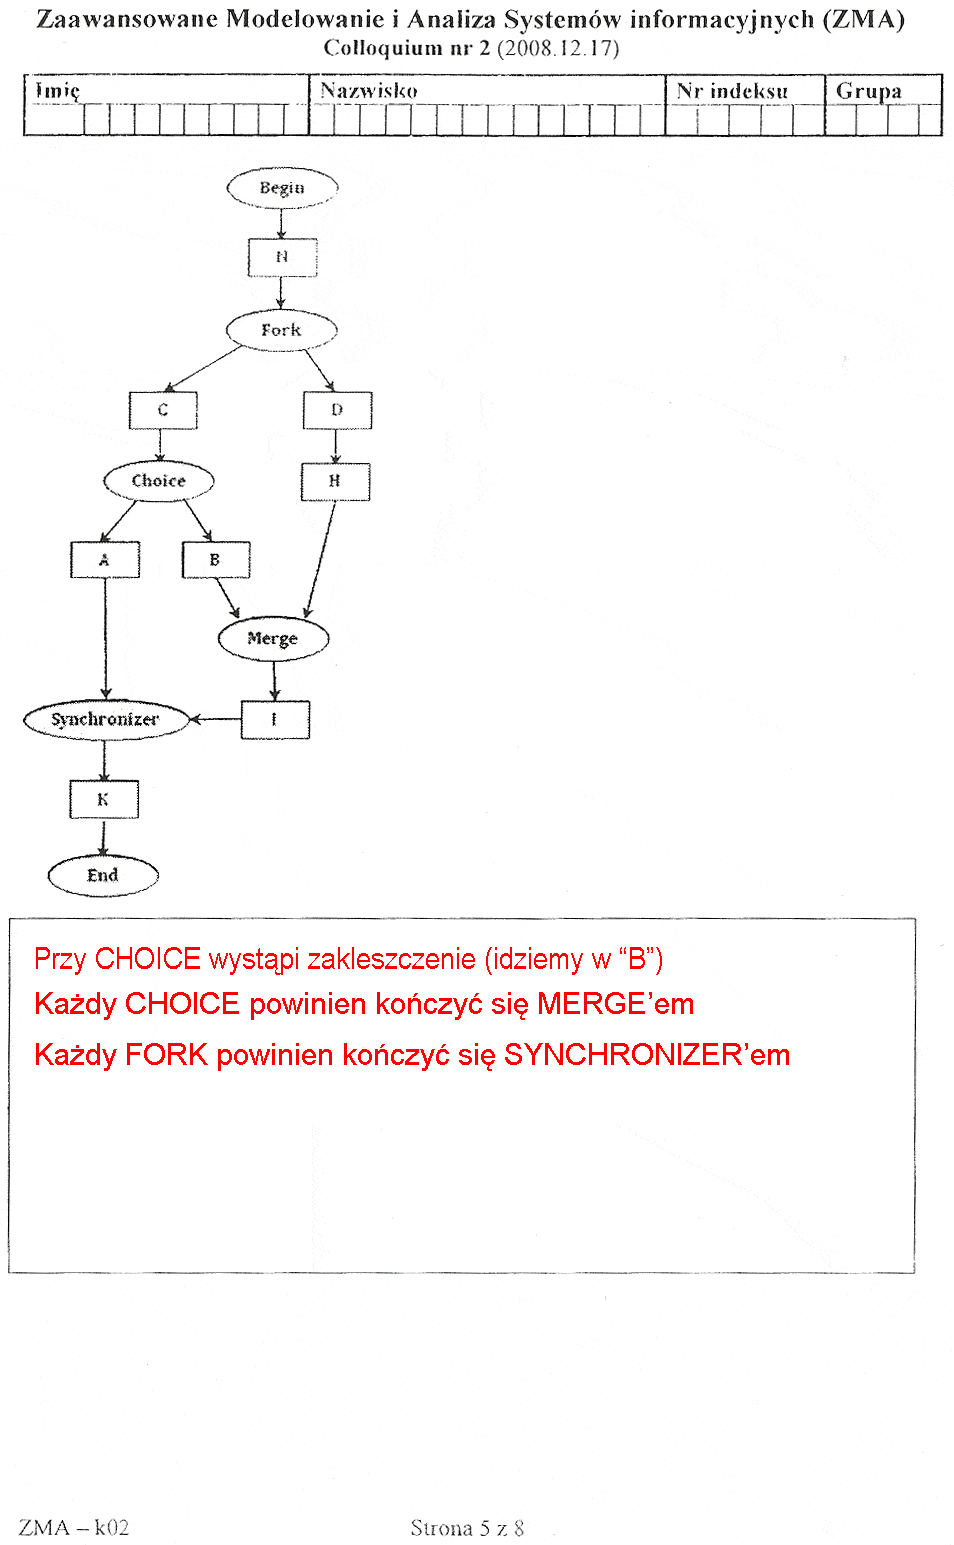 Zaawansowane Modelowanie i Analiza Systemów informacyjnych (ZMA)
Colloquium nr 2 (2008.12.17)
Imię Nazwisko Nr indeksu Grupa
Begin
N
Fork
C D
Choice H
A B
Merge
Synchronizer I
K
End
Przy CHOICE wystąpi zakleszczenie (idziemy w “B”)
Każdy CHOICE powinien kończyć się MERGE’em
Każdy FORK powinien kończyć się SYNCHRONIZER’em
ZMA – k02 Strona 5 z 8